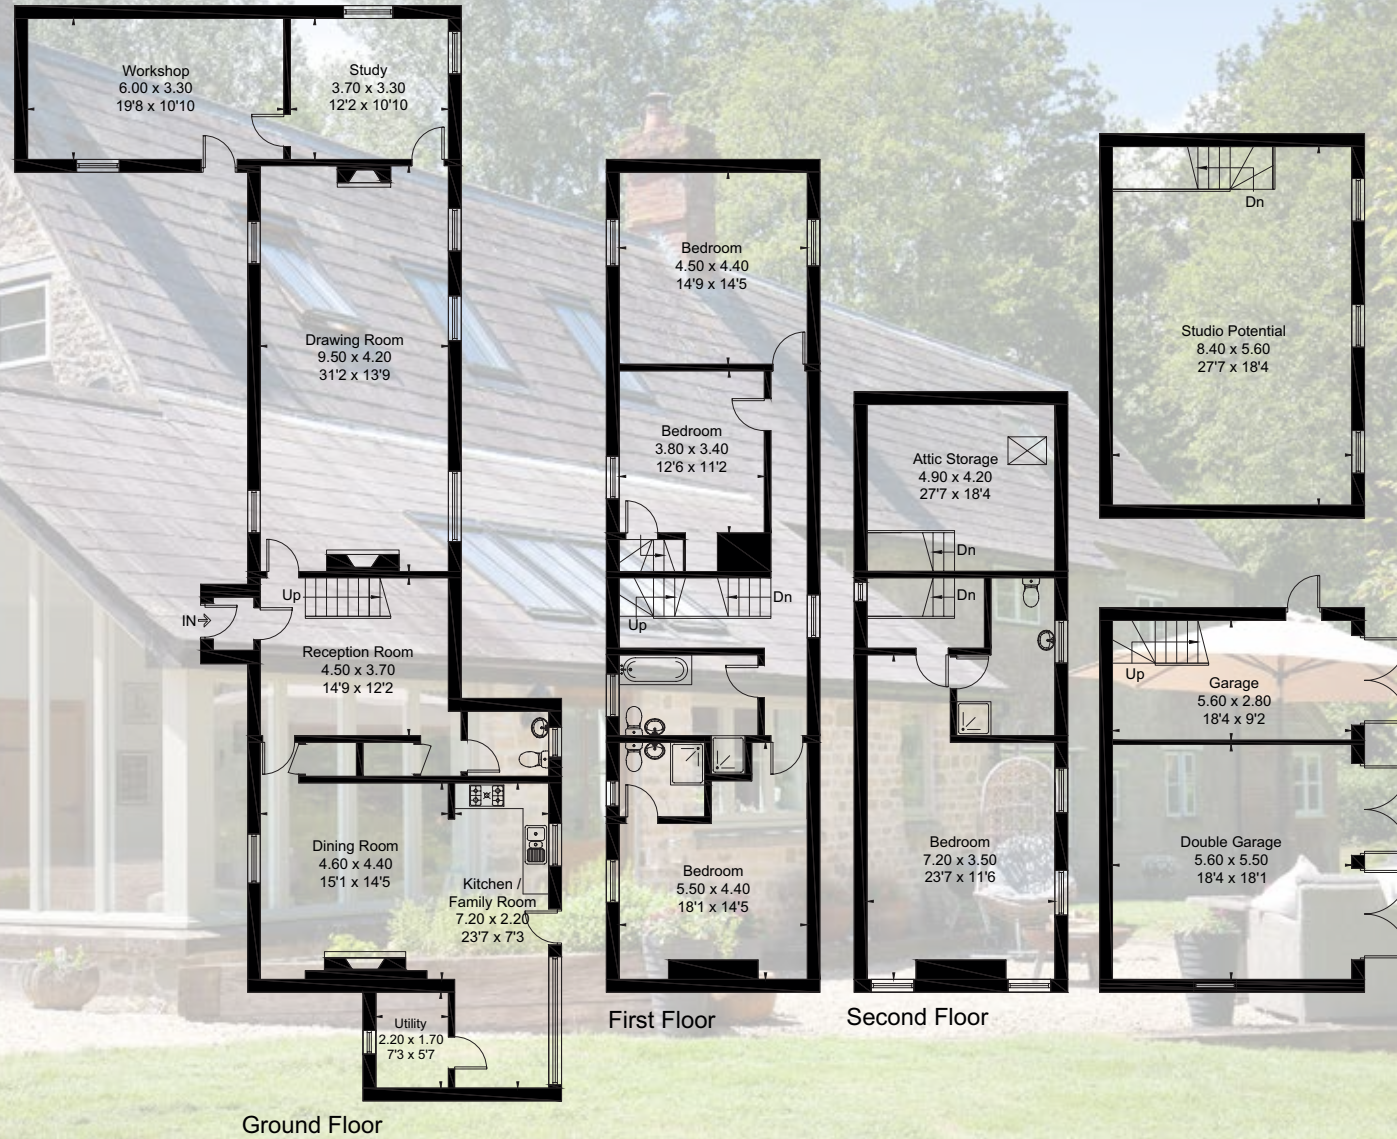 Workshop
6.00 x 3.30
19'8 x 10'10
Study
3.70 x 3.30
12'2 x 10'10
Drawing Room
9.50 x 4.20
31'2 x 13'9
Up
IN
Reception Room
4.50 x 3.70
14'9 x 12'2
Dining Room
4.60 x 4.40
15'1 x 14'5
Kitchen /
Family Room
7.20 x 2.20
23'7 x 7'3
Utility
2.20 x 1.70
7'3 x 5'7
Ground Floor
Bedroom
4.50 x 4.40
14'9 x 14'5
Bedroom
3.80 x 3.40
12'6 x 11'2
Dn
Up
Bedroom
5.50 x 4.40
18'1 x 14'5
First Floor
Attic Storage
4.90 x 4.20
27'7 x 18'4
Dn
Dn
Bedroom
7.20 x 3.50
23'7 x 11'6
Second Floor
Dn
Studio Potential
8.40 x 5.60
27'7 x 18'4
Up
Garage
5.60 x 2.80
18'4 x 9'2
Double Garage
5.60 x 5.50
18'4 x 18'1